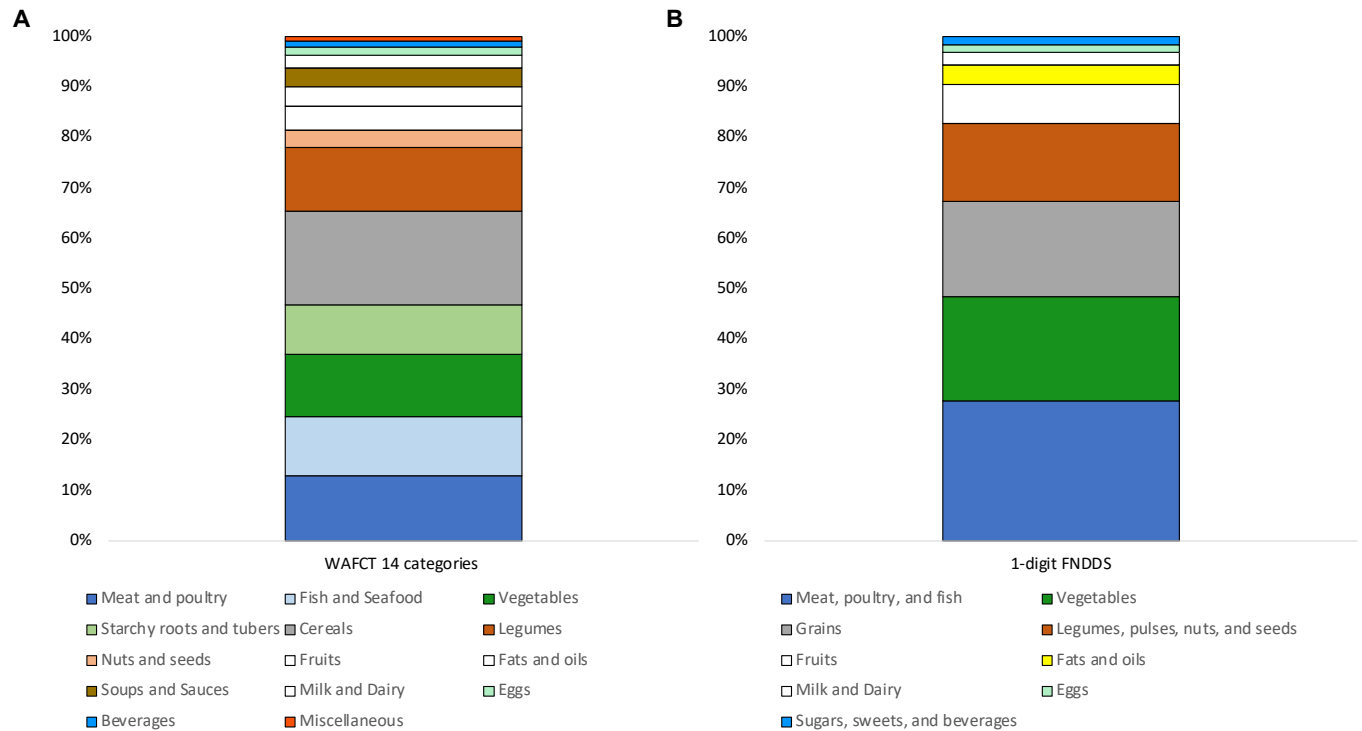 A
100%
90%
80%
70%
60%
50%
40%
30%
20%
10%
0%
WAFCT 14 categories
Meat and poultry Fish and Seafood Vegetables
Starchy roots and tubers Cereals Legumes
Nuts and seeds Fruits Fats and oils
Soups and Sauces Milk and Dairy Eggs
Beverages Miscellaneous
B
100%
90%
80%
70%
60%
50%
40%
30%
20%
10%
0%
1-digit FNDDS
Meat, poultry, and fish Vegetables
Grains Legumes, pulses, nuts, and seeds
Fruits Fats and oils
Milk and Dairy Eggs
Sugars, sweets, and beverages